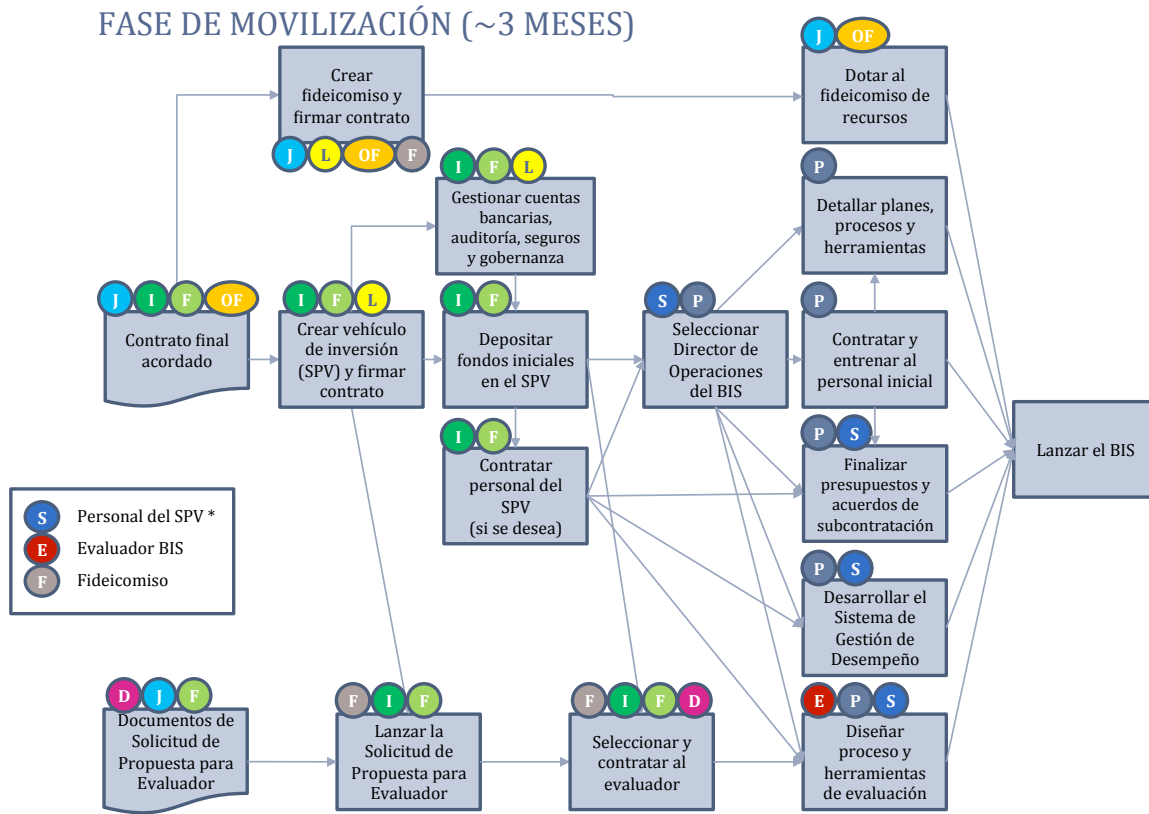 FASE DE MOVILIZACIÓN (~3 MESES)
J OF
Crear
fideicomiso y
firmar contrato
J L OF F
Dotar al
fideicomiso de
recursos
I F L
Gestionar cuentas
bancarias,
auditoría, seguros
y gobernanza
P
Detallar planes,
procesos y
herramientas
J I F OF
Contrato final
acordado
I F L
Crear vehículo
de inversión
(SPV) y firmar
contrato
I F
Depositar
fondos iniciales
en el SPV
S P
Seleccionar
Director de
Operaciones
del BIS
P
Contratar y
entrenar al
personal inicial
I F
Contratar
personal del
SPV
(si se desea)
P S
Finalizar
presupuestos y
acuerdos de
subcontratación
Lanzar el BIS
S Personal del SPV *
E Evaluador BIS
F Fideicomiso
P S
Desarrollar el
Sistema de
Gestión de
Desempeño
D J F
Documentos de
Solicitud de
Propuesta para
Evaluador
F I F
Lanzar la
Solicitud de
Propuesta para
Evaluador
F I F D
Seleccionar y
contratar al
evaluador
E P S
Diseñar
proceso y
herramientas
de evaluación